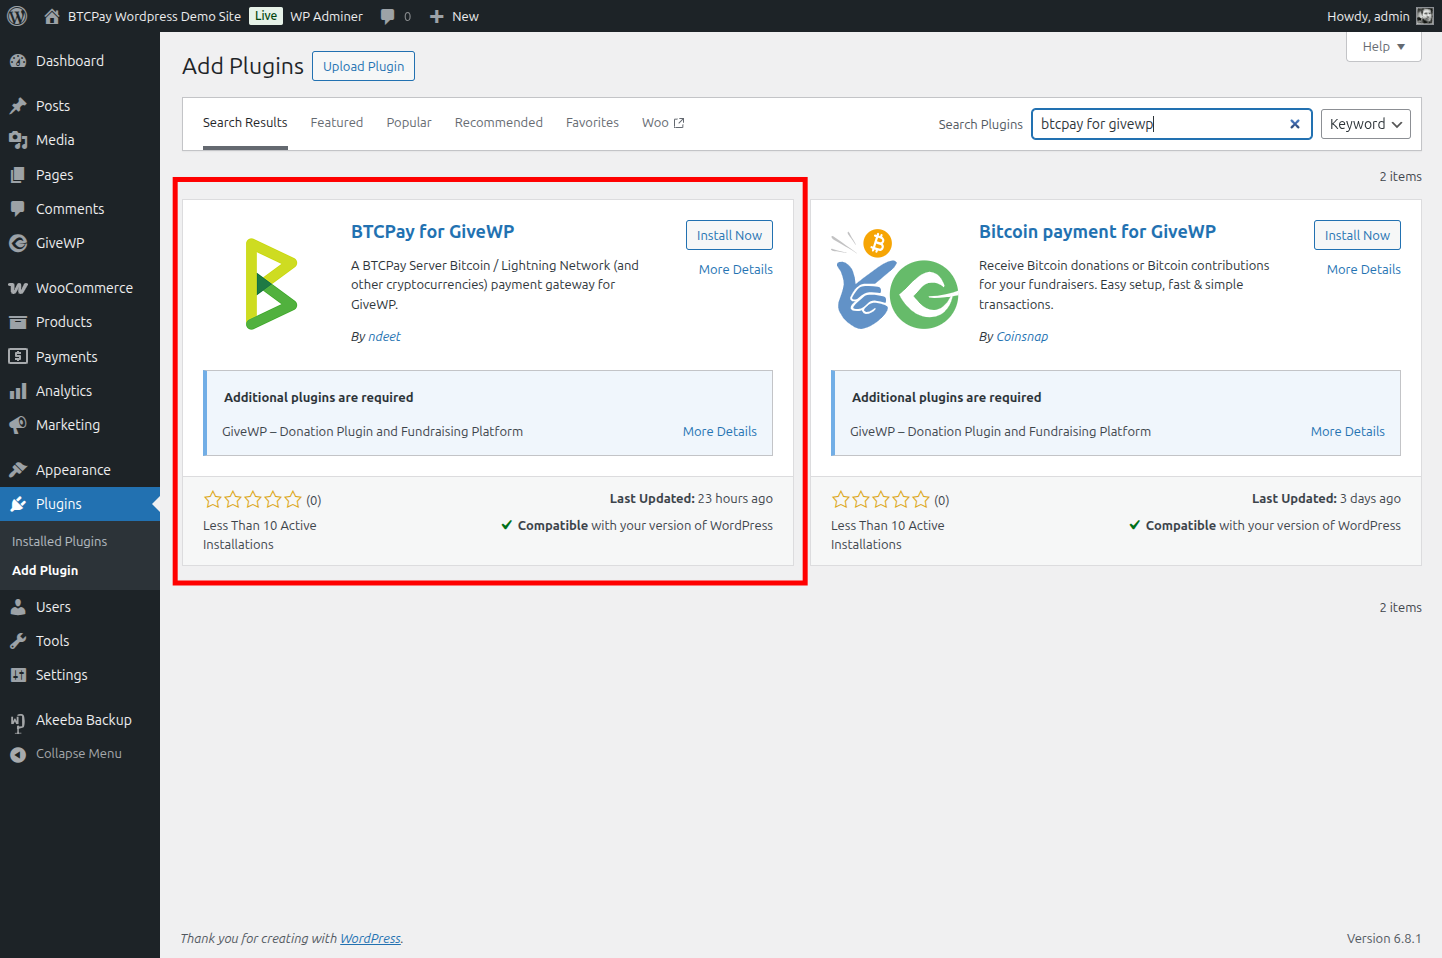 BTCPay Wordpress Demo Site Live WP Adminer 0 New Howdy, admin
Help
Dashboard
Posts
Media
Pages
Comments
GiveWP
WooCommerce
Products
Payments
Analytics
Marketing
Appearance
Plugins
Installed Plugins
Add Plugin
Users
Tools
Settings
Akeeba Backup
Collapse Menu
Add Plugins Upload Plugin
Search Results Featured Popular Recommended Favorites Woo Search Plugins btcpay for givewp Keyword
2 items
BTCPay for GiveWP
Install Now
More Details
A BTCPay Server Bitcoin / Lightning Network (and
other cryptocurrencies) payment gateway for
GiveWP.
By ndeet
Additional plugins are required
GiveWP – Donation Plugin and Fundraising Platform More Details
(0)
Less Than 10 Active
Installations
Last Updated: 23 hours ago
Compatible with your version of WordPress
Bitcoin payment for GiveWP
Install Now
More Details
Receive Bitcoin donations or Bitcoin contributions
for your fundraisers. Easy setup, fast & simple
transactions.
By Coinsnap
Additional plugins are required
GiveWP – Donation Plugin and Fundraising Platform More Details
(0)
Less Than 10 Active
Installations
Last Updated: 3 days ago
Compatible with your version of WordPress
2 items
Thank you for creating with WordPress.
Version 6.8.1